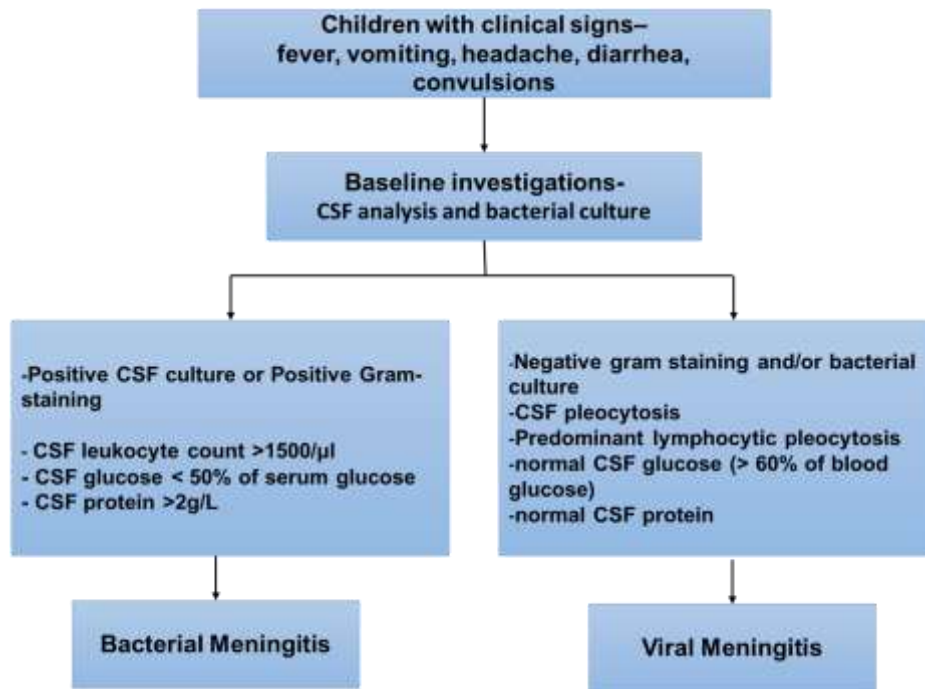 Children with clinical signs–
fever, vomiting, headache, diarrhea,
convulsions
Baseline investigations-
CSF analysis and bacterial culture
-Positive CSF culture or Positive Gram-
staining
- CSF leukocyte count >1500/µl
- CSF glucose < 50% of serum glucose
- CSF protein >2g/L
-Negative gram staining and/or bacterial
culture
-CSF pleocytosis
-Predominant lymphocytic pleocytosis
-normal CSF glucose (> 60% of blood
glucose)
-normal CSF protein
Bacterial Meningitis
Viral Meningitis